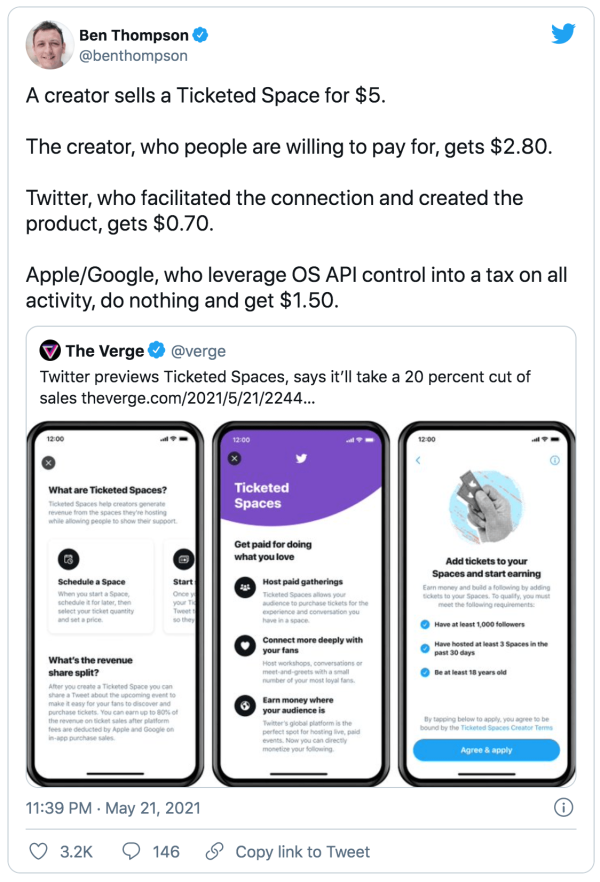 Ben Thompson
@benthompson
A creator sells a Ticketed Space for $5.
The creator, who people are willing to pay for, gets $2.80.
Twitter, who facilitated the connection and created the
product, gets $0.70.
Apple/Google, who leverage OS API control into a tax on all
activity, do nothing and get $1.50.
The Verge @verge
Twitter previews Ticketed Spaces, says it'll take a 20 percent cut of
sales theverge.com/2021/5/21/2244...
12:00
What are Ticketed Spaces?
Ticketed Spaces help creators generate
revenue from the spaces they're hosting
while allowing people to show their support.
Schedule a Space
When you start a Space,
schedule it for later, then
select your ticket quantity
and set a price.
Start
Once y
your Ti
Tweet t
so they
What's the revenue
share split?
After you create a Ticketed Space you can
share a Tweet about the upcoming event to
make it easy for your fans to discover and
purchase tickets. You can earn up to 80% of
the revenue on ticket sales after platform
fees are deducted by Apple and Google on
in-app purchase sales.
12:00
Ticketed
Spaces
Get paid for doing
what you love
Host paid gatherings
Ticketed Spaces allows your
audience to purchase tickets for the
experience and conversation you
have in a space.
Connect more deeply with
your fans
Host workshops, conversations or
meet-and-greets with a small
number of your most loyal fans.
Earn money where
your audience is
Twitter's global platform is the
perfect spot for hosting live, paid
events. Now you can directly
monetize your following.
12:00
Add tickets to your
Spaces and start earning
Earn money and build a following by adding
tickets to your Spaces. To qualify, you must
meet the following requirements:
Have at least 1,000 followers
Have hosted at least 3 Spaces in the
past 30 days
Be at least 18 years old
By tapping below to apply, you agree to be
bound by the Ticketed Spaces Creator Terms
Agree & apply
11:39 PM · May 21, 2021
3.2K
146
Copy link to Tweet